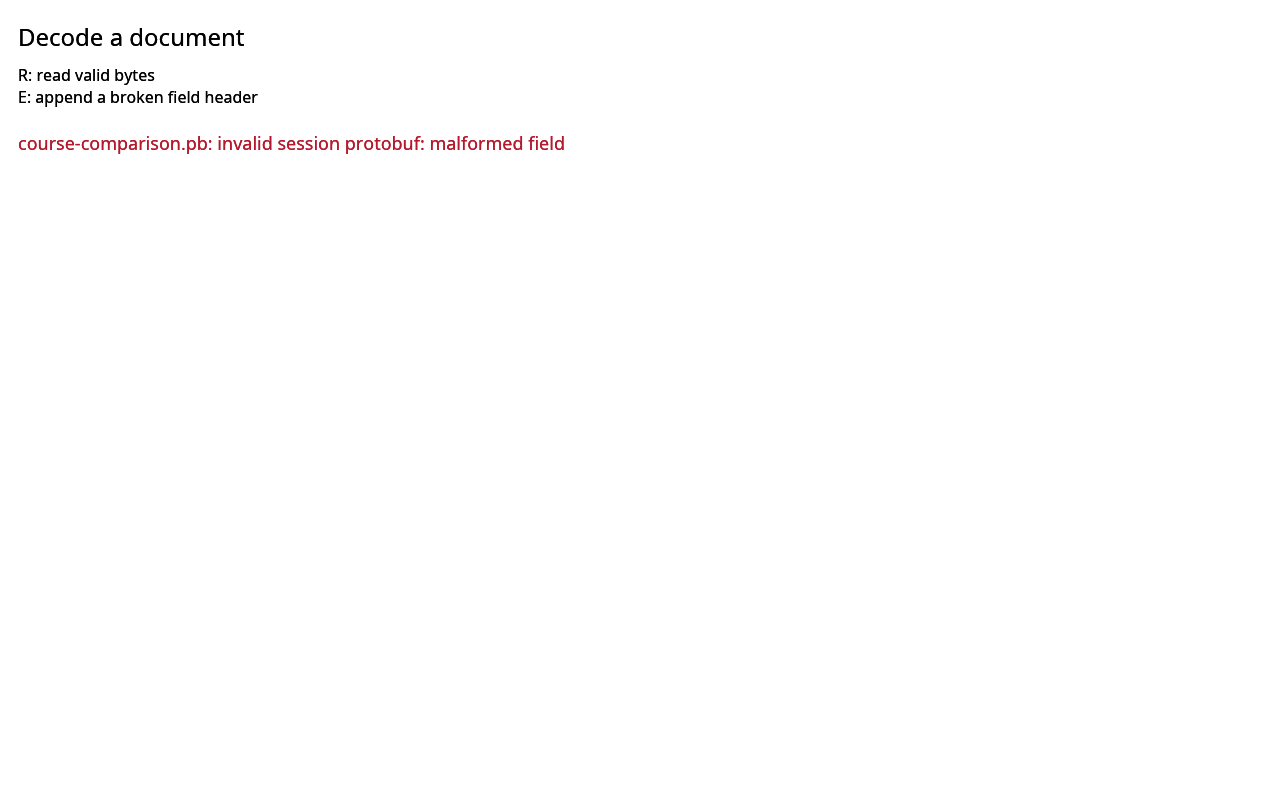 Decode a document
R: read valid bytes
E: append a broken field header
course-comparison.pb: invalid session protobuf: malformed field